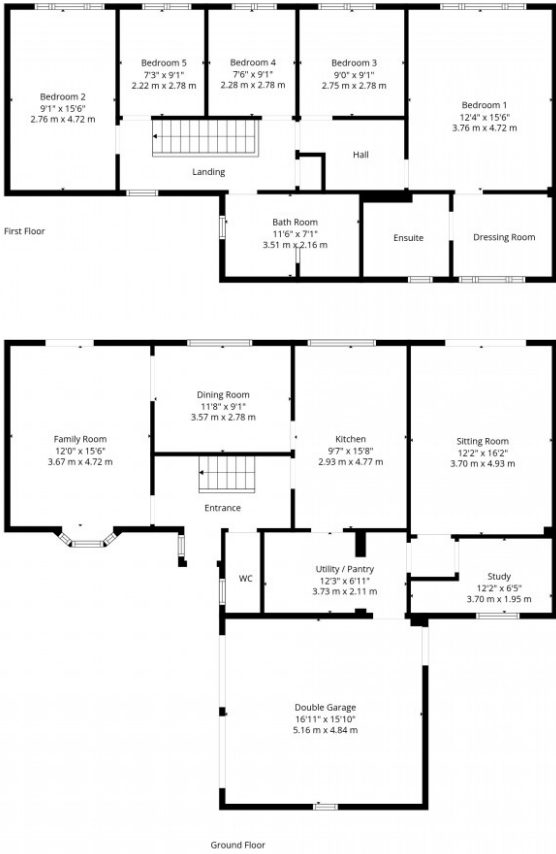 Bedroom 2
9'1" x 15'6"
2.76 m x 4.72 m
Bedroom 5
7'3" x 9'1"
2.22 m x 2.78 m
Bedroom 4
7'6" x 9'1"
2.28 m x 2.78 m
Bedroom 3
9'0" x 9'1"
2.75 m x 2.78 m
Bedroom 1
12'4" x 15'6"
3.76 m x 4.72 m
Landing
Hall
Bath Room
11'6" x 7'1"
3.51 m x 2.16 m
Ensuite
Dressing Room
First Floor
Family Room
12'0" x 15'6"
3.67 m x 4.72 m
Dining Room
11'8" x 9'1"
3.57 m x 2.78 m
Kitchen
9'7" x 15'8"
2.93 m x 4.77 m
Sitting Room
12'2" x 16'2"
3.70 m x 4.93 m
Entrance
WC
Utility / Pantry
12'3" x 6'11"
3.73 m x 2.11 m
Study
12'2" x 6'5"
3.70 m x 1.95 m
Double Garage
16'11" x 15'10"
5.16 m x 4.84 m
Ground Floor